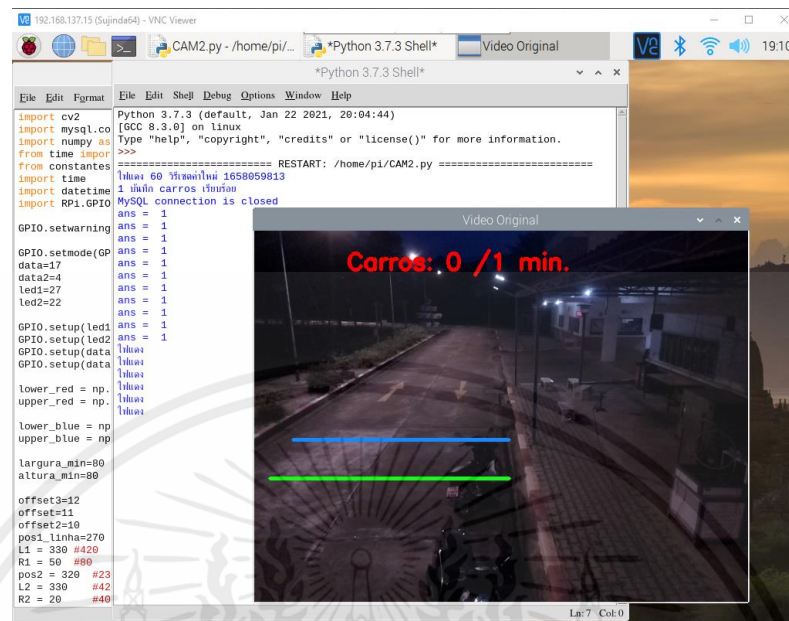 192.168.137.15 (Sujinda64) - VNC Viewer
CAM2.py - /home/pi/...
*Python 3.7.3 Shell*
Video Original
19:10
*Python 3.7.3 Shell*
File Edit Format
File Edit Shell Debug Options Window Help
import cv2
import mysql.co
import numpy as
from time impor
from constantes
import time
import datetime
import RPi.GPIO
GPIO.setwarning
GPIO.setmode(GP
data=17
data2=4
led1=27
led2=22
GPIO.setup(led1
GPIO.setup(led2
GPIO.setup(data
GPIO.setup(data
lower_red = np.
upper_red = np.
lower_blue = np
upper_blue = np
largura_min=80
altura_min=80
offset3=12
offset=11
offset2=10
pos1_linha=270
L1 = 330 #420
R1 = 50 #80
pos2 = 320 #23
L2 = 330 #42
R2 = 20 #40
Python 3.7.3 (default, Jan 22 2021, 20:04:44)
[GCC 8.3.0] on linux
Type "help", "copyright", "credits" or "license()" for more information.
>>>
========================= RESTART: /home/pi/CAM2.py =========================
ไฟแดง 60 วิรีเซตค่าใหม่ 1658059813
1 บันทึก carros เรียบร้อย
MySQL connection is closed
ans = 1
ans = 1
ans = 1
ans = 1
ans = 1
ans = 1
ans = 1
ans = 1
ans = 1
ans = 1
ans = 1
ไฟแดง
ไฟแดง
ไฟแดง
ไฟแดง
ไฟแดง
ไฟแดง
Video Original
Carros: 0 /1 min.
Ln: 7 Col: 0